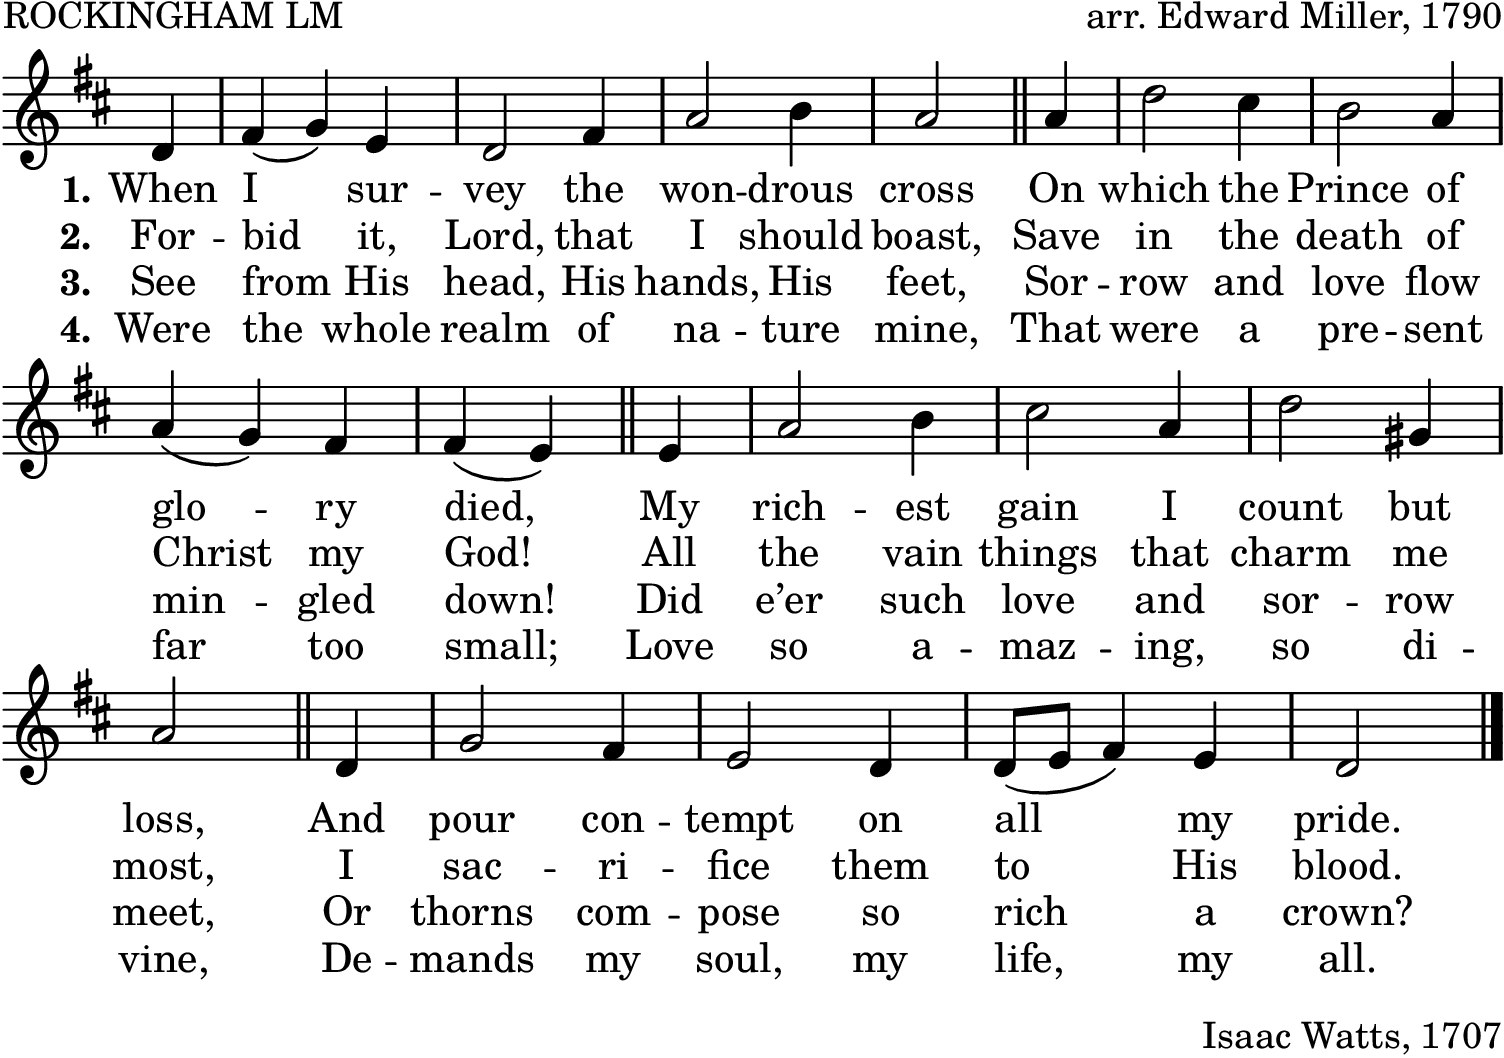 ROCKINGHAM LM
arr. Edward Miller, 1790
1. When I sur -- vey the won -- drous cross On which the Prince of
2. For -- bid it, Lord, that I should boast, Save in the death of
3. See from His head, His hands, His feet, Sor -- row and love flow
4. Were the whole realm of na -- ture mine, That were a pre -- sent
glo -- ry died, My rich -- est gain I count but
Christ my God! All the vain things that charm me
min -- gled down! Did e’er such love and sor -- row
far too small; Love so a -- maz -- ing, so di --
loss, And pour con -- tempt on all my pride.
most, I sac -- ri -- fice them to His blood.
meet, Or thorns com -- pose so rich a crown?
vine, De -- mands my soul, my life, my all.
Isaac Watts, 1707